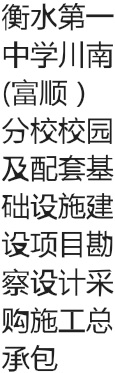 衡水第一
中学川南
(富顺）
分校校园
及配套基
础设施建
设项目勘
察设计采
购施工总
承包